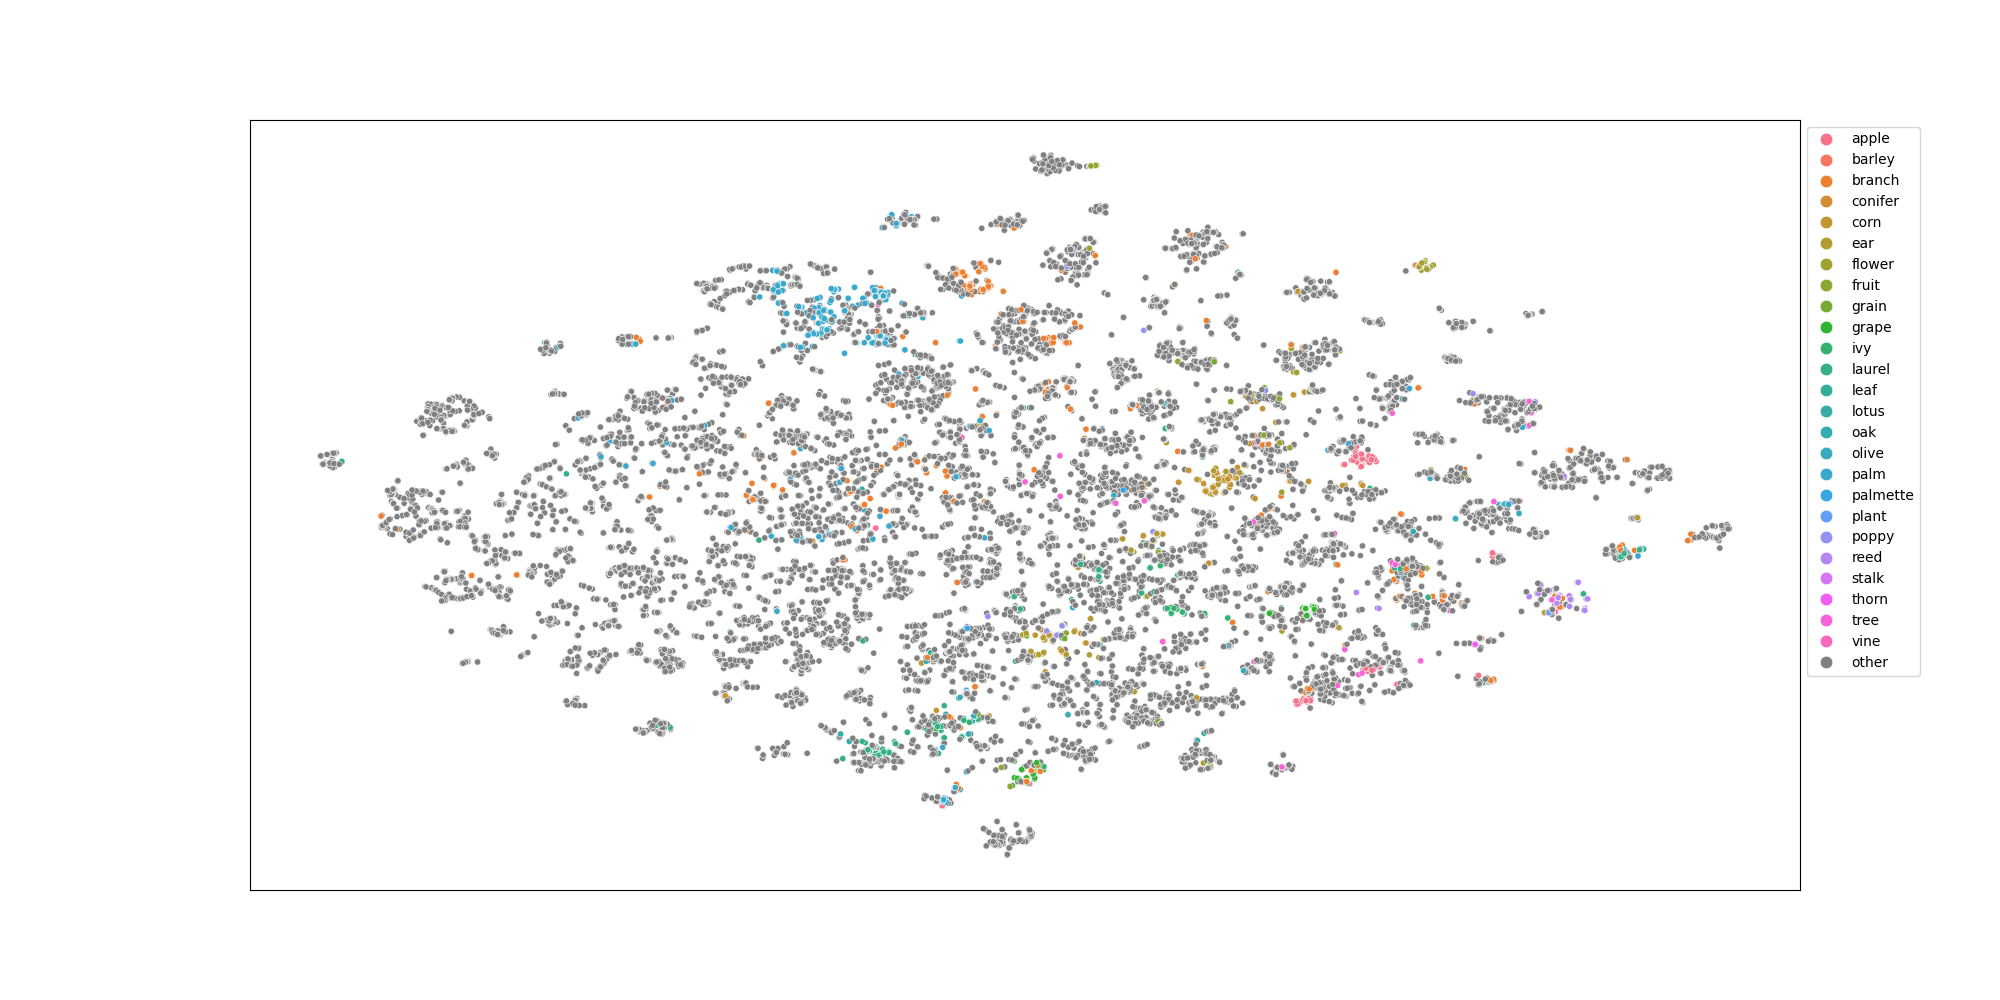 apple
barley
branch
conifer
corn
ear
flower
fruit
grain
grape
ivy
laurel
leaf
lotus
oak
olive
palm
palmette
plant
poppy
reed
stalk
thorn
tree
vine
other